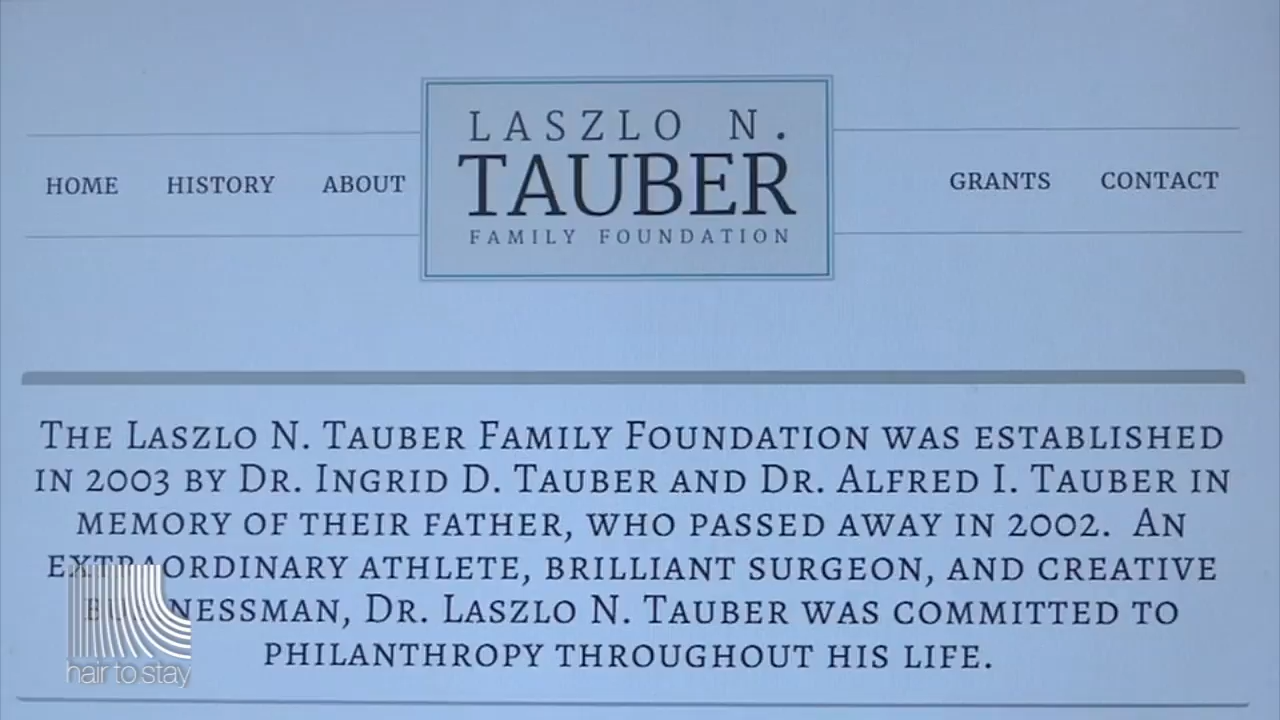 LASZLO N.
TAUBER
FAMILY FOUNDATION
HOME HISTORY ABOUT GRANTS CONTACT
THE LASZLO N. TAUBER FAMILY FOUNDATION WAS ESTABLISHED
IN 2003 BY DR. INGRID D. TAUBER AND DR. ALFRED I. TAUBER IN
MEMORY OF THEIR FATHER, WHO PASSED AWAY IN 2002. AN
EXTRAORDINARY ATHLETE, BRILLIANT SURGEON, AND CREATIVE
BUSINESSMAN, DR. LASZLO N. TAUBER WAS COMMITTED TO
PHILANTHROPY THROUGHOUT HIS LIFE.
hair to stay